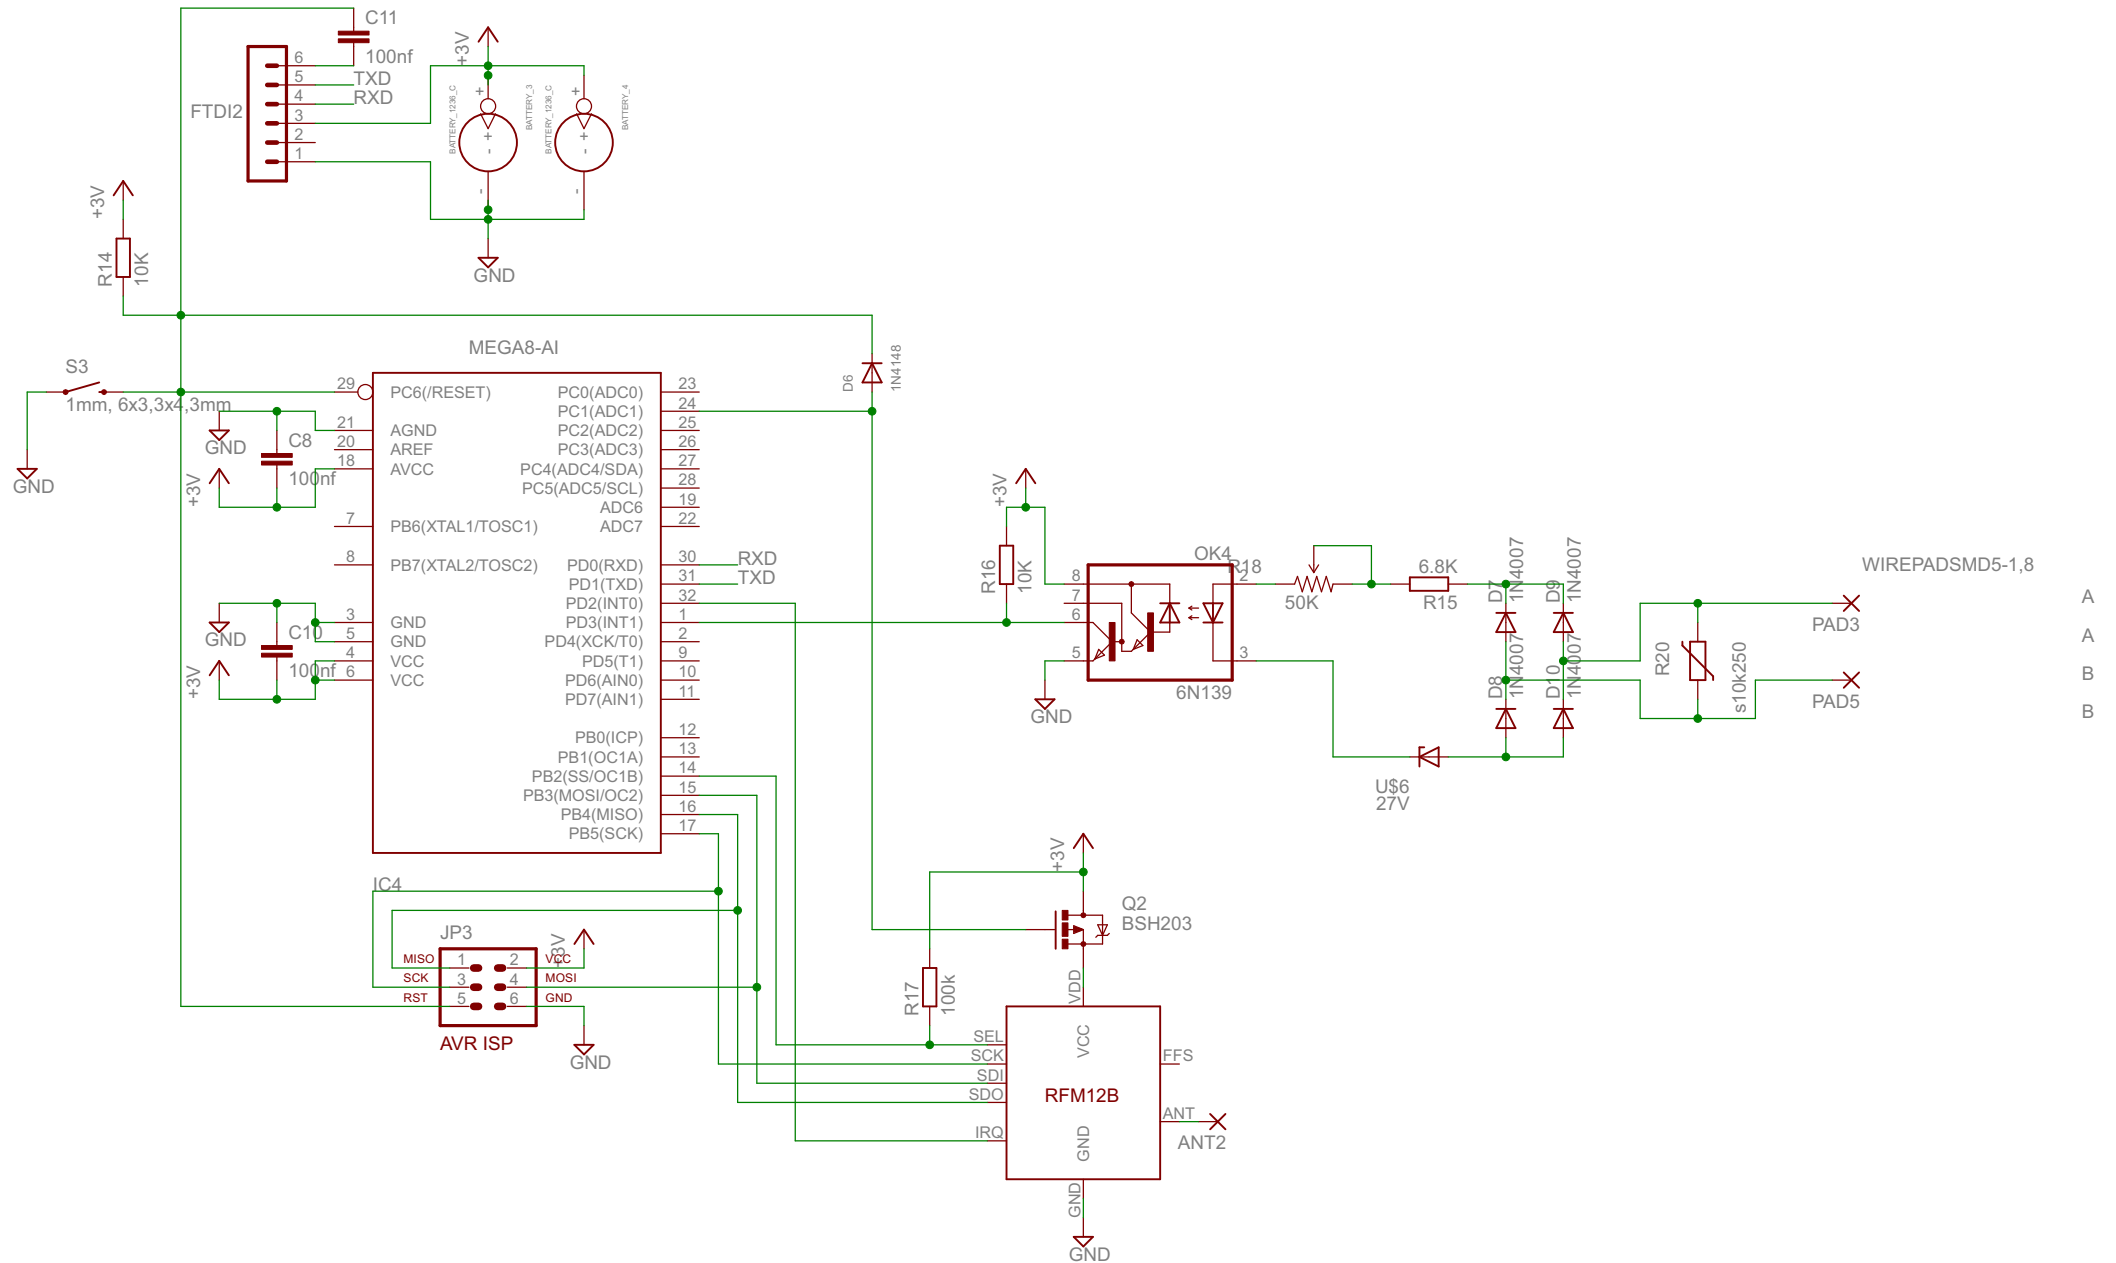 C11
100nf
+3V
6
5
4
3
2
1
TXD
RXD
FTDI2
BATTERY_1236_C
+
+
-
-
BATTERY_3
BATTERY_1236_C
+
+
-
-
BATTERY_4
GND
+3V
R14
10K
S3
1mm, 6x3,3x4,3mm
GND
MEGA8-AI
29
PC6(/RESET)
21
AGND
20
AREF
18
AVCC
7
PB6(XTAL1/TOSC1)
8
PB7(XTAL2/TOSC2)
3
GND
5
GND
4
VCC
6
VCC
GND
C8
100nf
+3V
GND
C10
100nf
+3V
PC0(ADC0)
23
PC1(ADC1)
24
PC2(ADC2)
25
PC3(ADC3)
26
PC4(ADC4/SDA)
27
PC5(ADC5/SCL)
28
ADC6
19
ADC7
22
PD0(RXD)
30
RXD
PD1(TXD)
31
TXD
PD2(INT0)
32
PD3(INT1)
1
PD4(XCK/T0)
2
PD5(T1)
9
PD6(AIN0)
10
PD7(AIN1)
11
PB0(ICP)
12
PB1(OC1A)
13
PB2(SS/OC1B)
14
PB3(MOSI/OC2)
15
PB4(MISO)
16
PB5(SCK)
17
IC4
D6
1N4148
+3V
R16
10K
8
7
6
5
GND
OK4
2
3
6N139
R18
50K
6.8K
R15
D7
1N4007
D9
1N4007
D8
1N4007
D10
1N4007
U$6
27V
R20
s10k250
WIREPADSMD5-1,8
PAD3
PAD5
A
A
B
B
JP3
MISO
1
2
VCC
+3V
SCK
3
4
MOSI
RST
5
6
GND
AVR ISP
GND
+3V
Q2
BSH203
R17
100k
VDD
VCC
SEL
SCK
SDI
SDO
IRQ
RFM12B
FFS
ANT
ANT2
GND
GND
GND